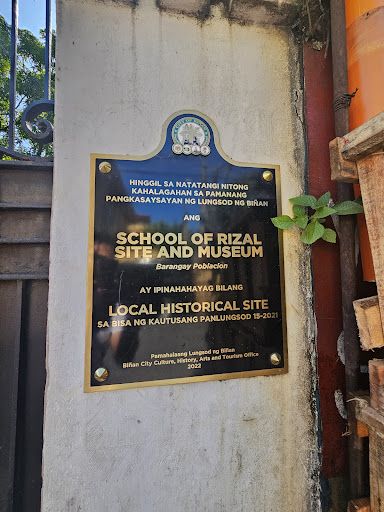 HINGGIL SA NATATANGI NITONG
KAHALAGAHAN SA PAMANANG
PANGKASAYSAYAN NG LUNGSOD NG BIÑAN
ANG
SCHOOL OF RIZAL
SITE AND MUSEUM
Barangay Poblacion
AY IPINAHAHAYAG BILANG
LOCAL HISTORICAL SITE
SA BISA NG KAUTUSANG PANLUNGSOD 15-2021
Pamahalaang Lungsod ng Biñan
Biñan City Culture, History, Arts and Tourism Office
2022